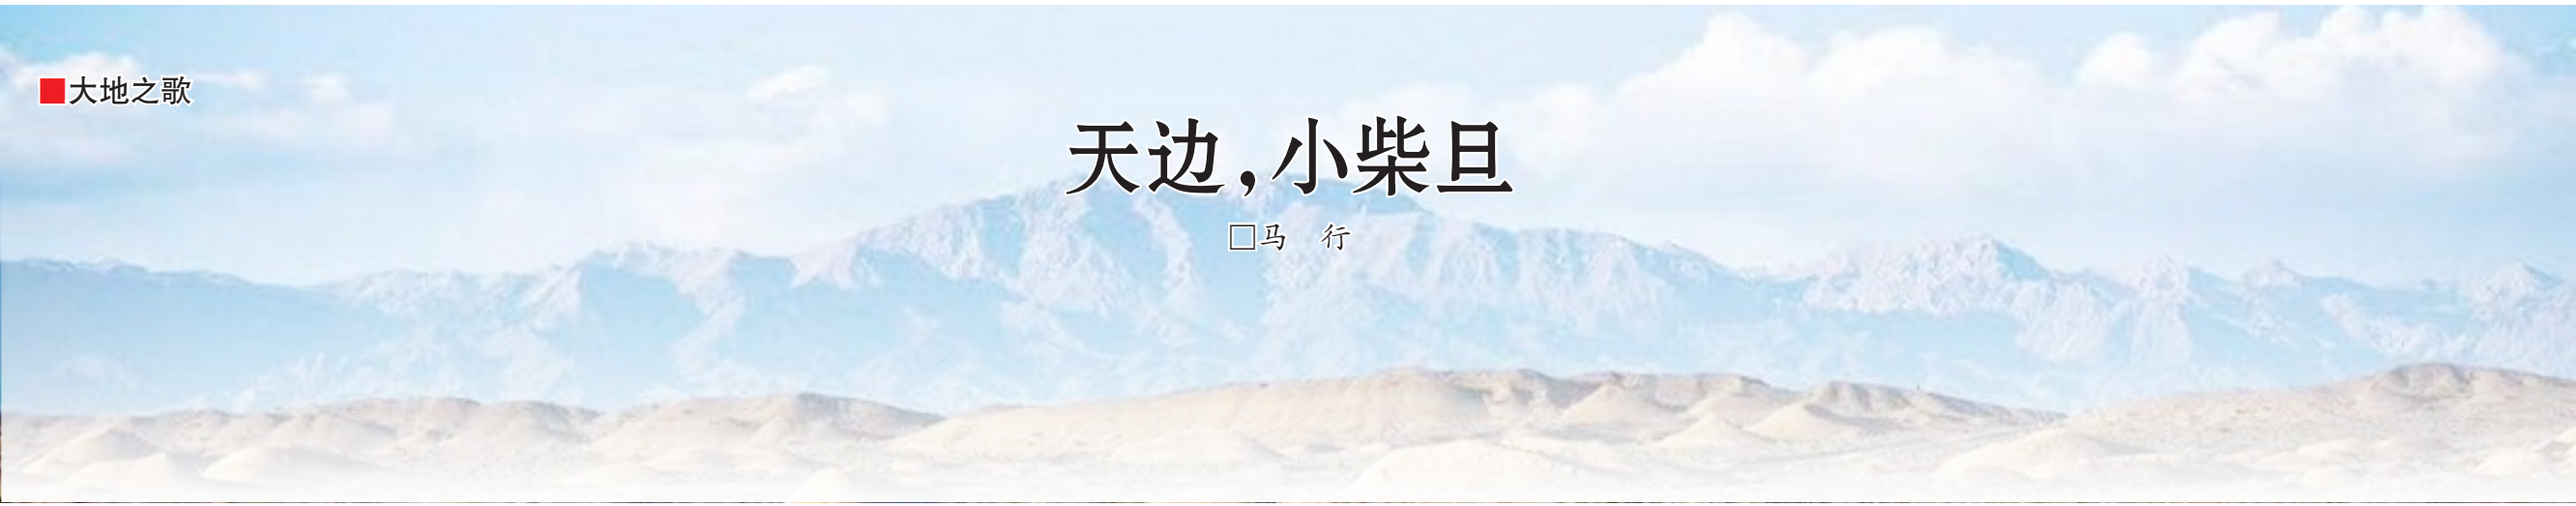 ■大地之歌
天边，小柴旦
□马　行